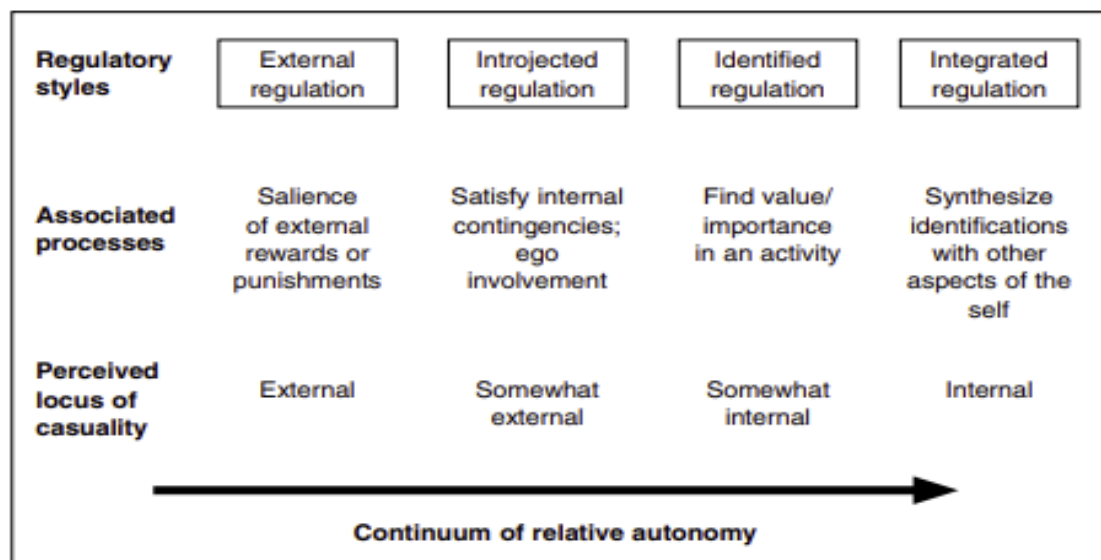 Regulatory styles
External regulation
Introjected regulation
Identified regulation
Integrated regulation
Associated processes
Salience of external rewards or punishments
Satisfy internal contingencies; ego involvement
Find value/ importance in an activity
Synthesize identifications with other aspects of the self
Perceived locus of casuality
External
Somewhat external
Somewhat internal
Internal
Continuum of relative autonomy